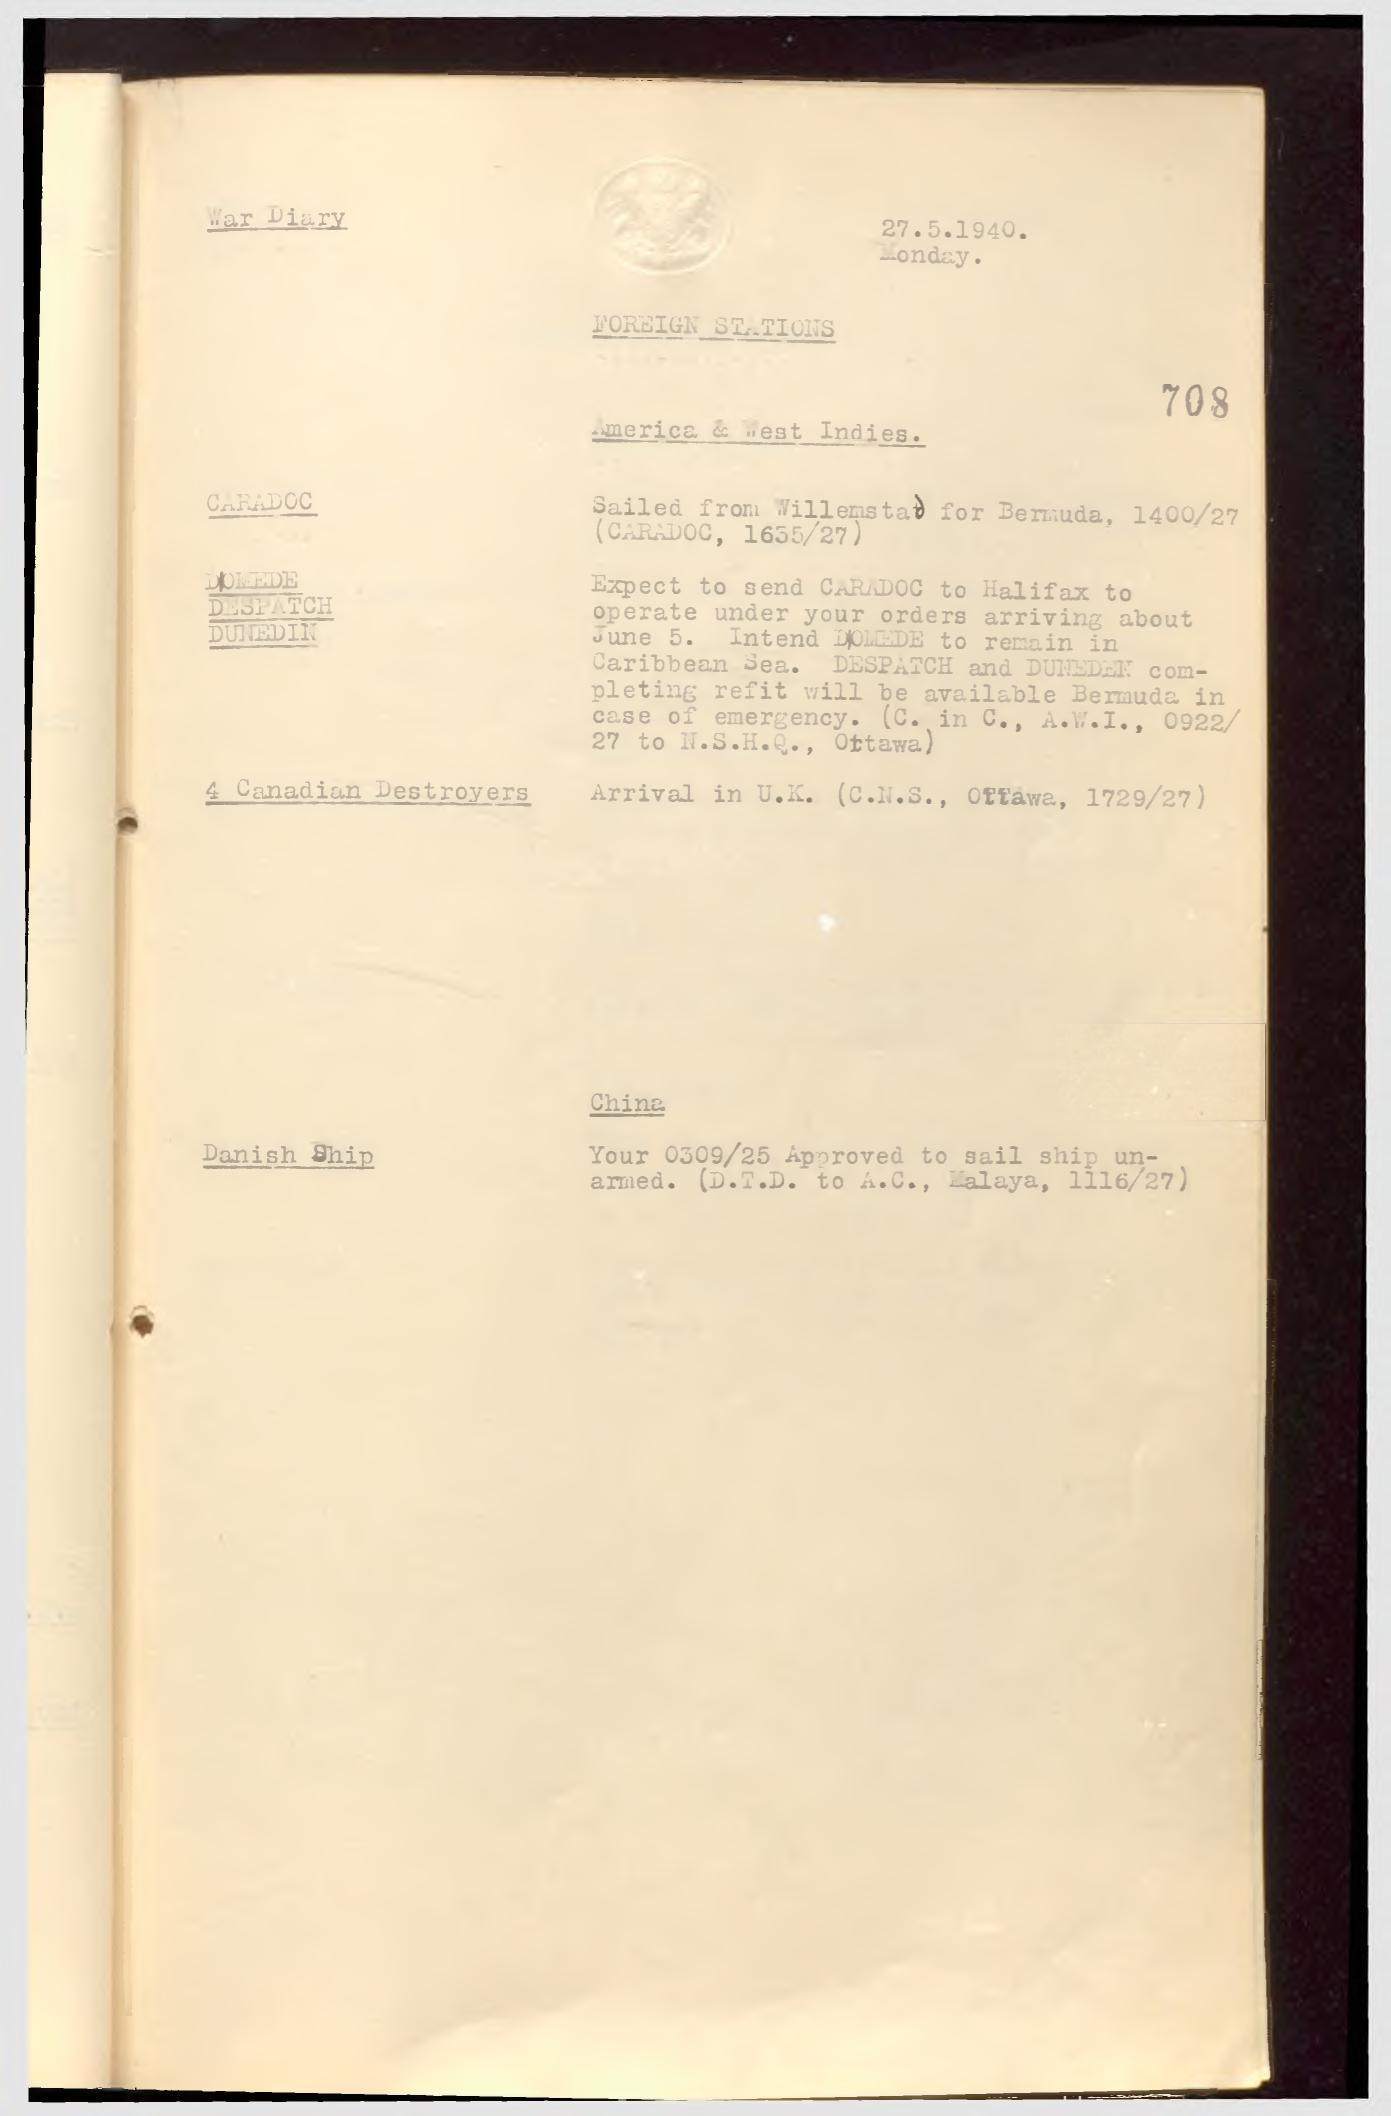 War Diary
27.5.1940.
Monday.
FOREIGN STATIONS
708
America & West Indies.
CARADOC
Sailed from Willemstad for Bermuda, 1400/27
(CARADOC, 1635/27)
DIOMEDE
DESPATCH
DUNEDIN
Expect to send CARADOC to Halifax to
operate under your orders arriving about
June 5. Intend DIOMEDE to remain in
Caribbean Sea. DESPATCH and DUNEDEN com-
pleting refit will be available Bermuda in
case of emergency. (C. in C., A.W.I., 0922/
27 to N.S.H.Q., Ottawa)
4 Canadian Destroyers
Arrival in U.K. (C.N.S., Ottawa, 1729/27)
China
Danish Ship
Your 0309/25 Approved to sail ship un-
armed. (D.T.D. to A.C., Malaya, 1116/27)